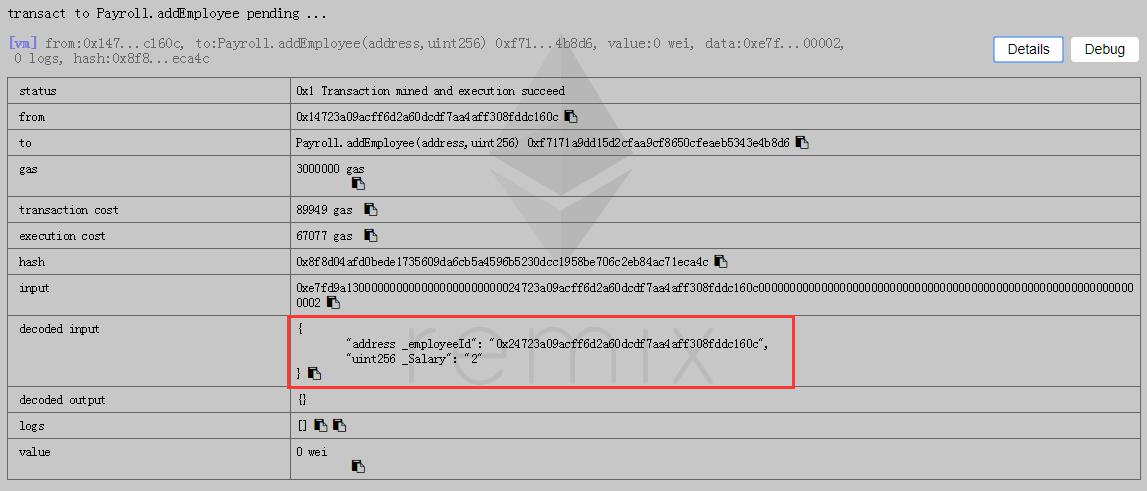 transact to Payroll.addEmployee pending ...
[vm] from:0x147...c160c, to:Payroll.addEmployee(address,uint256) 0xf71...4b8d6, value:0 wei, data:0xe7f...00002,
0 logs, hash:0x8f8...eca4c
Details
Debug
status 0x1 Transaction mined and execution succeed
from 0x14723a09acff6d2a60dcdf7aa4aff308fddc160c
to Payroll.addEmployee(address,uint256) 0xf7171a9dd15d2cfaa9cf8650cfeaeb5343e4b8d6
gas 3000000 gas
transaction cost 89949 gas
execution cost 67077 gas
hash 0x8f8d04afd0bede1735609da6cb5a4596b5230dcc1958be706c2eb84ac71eca4c
input 0xe7fd9a1300000000000000000000000024723a09acff6d2a60dcdf7aa4aff308fddc160c000000000000000000000000000000000000000000000000000000000000
0002
decoded input {
"address _employeeId": "0x24723a09acff6d2a60dcdf7aa4aff308fddc160c",
"uint256 _Salary": "2"
}
decoded output {}
logs []
value 0 wei
remix